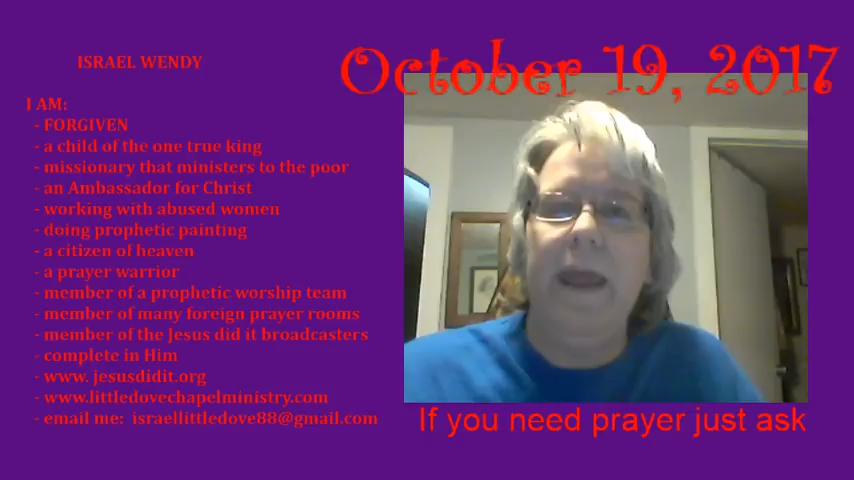 October 19, 2017
ISRAEL WENDY
I AM:
- FORGIVEN
- a child of the one true king
- missionary that ministers to the poor
- an Ambassador for Christ
- working with abused women
- doing prophetic painting
- a citizen of heaven
- a prayer warrior
- member of a prophetic worship team
- member of many foreign prayer rooms
- member of the Jesus did it broadcasters
- complete in Him
- www. jesusdidit.org
- www.littledovechapelministry.com
- email me: israellittledove88@gmail.com
If you need prayer just ask